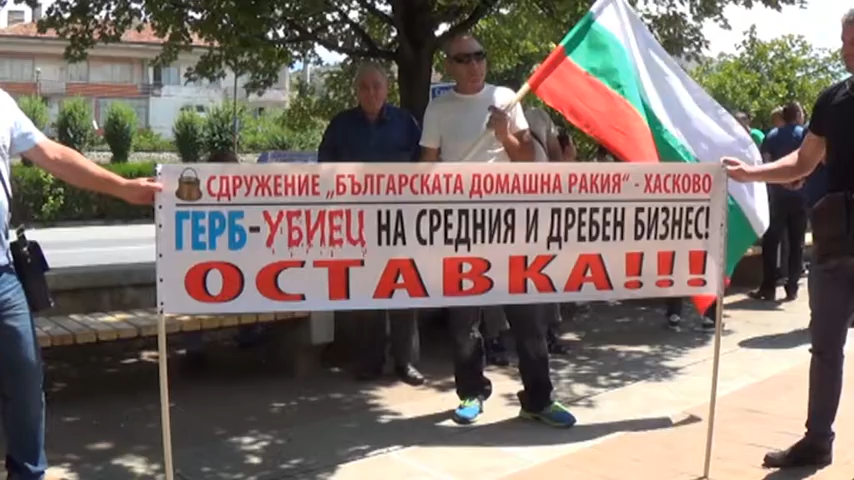 СДРУЖЕНИЕ „БЪЛГАРСКАТА ДОМАШНА РАКИЯ“ - ХАСКОВО
ГЕРБ-УБИЕЦ НА СРЕДНИЯ И ДРЕБЕН БИЗНЕС!
ОСТАВКА!!!